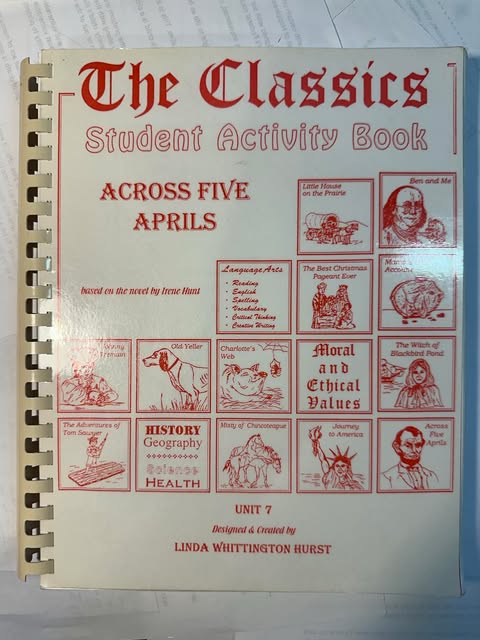 The Classics
Student Activity Book
ACROSS FIVE
APRILS
based on the novel by Irene Hunt
Little House
on the Prairie
Ben and Me
Language Arts
• Reading
• English
• Spelling
• Vocabulary
• Critical Thinking
• Creative Writing
The Best Christmas
Pageant Ever
Old Yeller
Charlotte's
Web
Moral
and
Ethical
Values
The Witch of
Blackbird Pond
The Adventures of
Tom Sawyer
HISTORY
Geography
Science
HEALTH
Misty of Chincoteague
Journey
to America
Across
Five
Aprils
UNIT 7
Designed & Created by
LINDA WHITTINGTON HURST